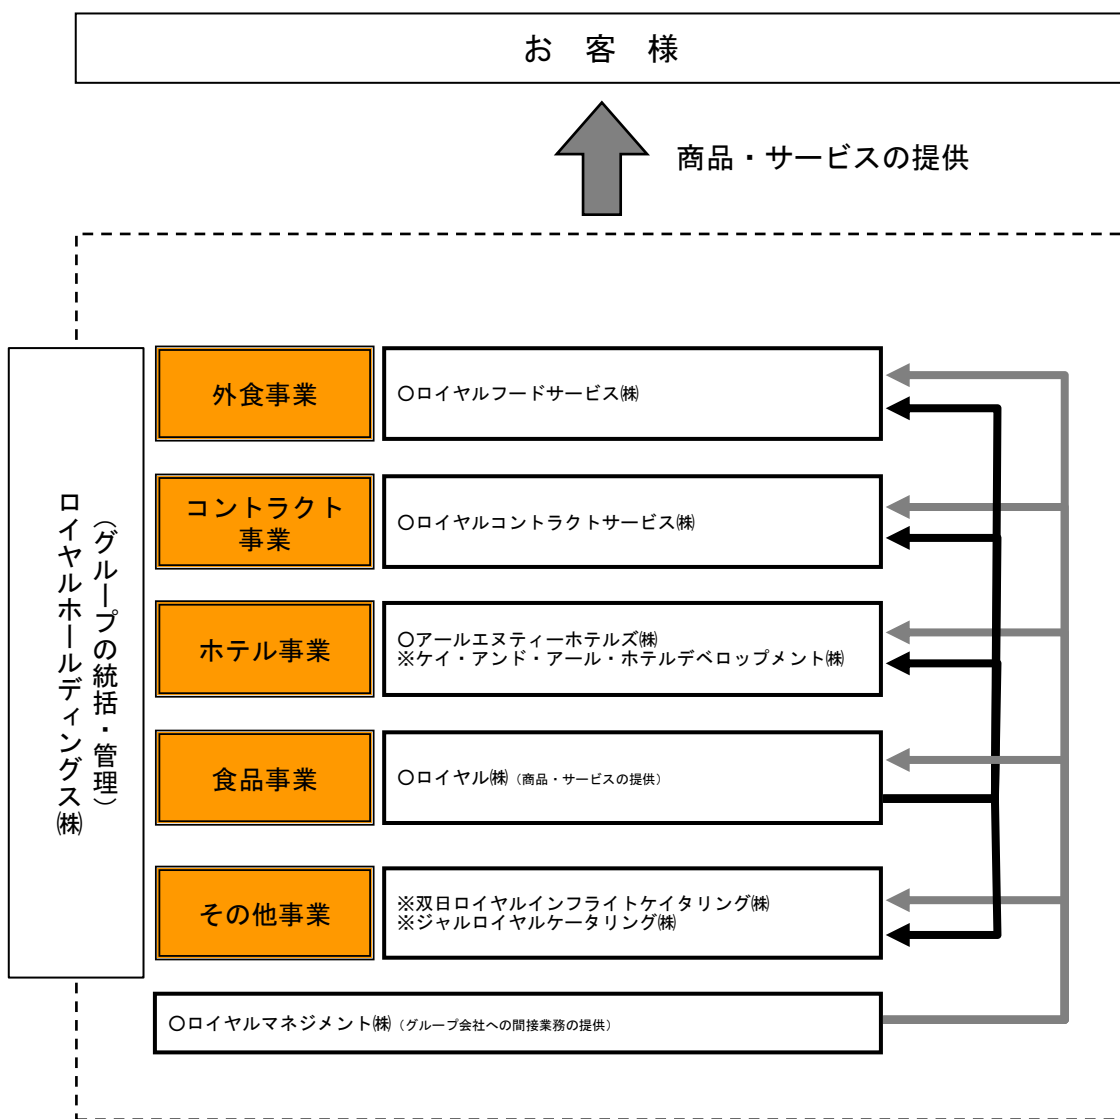 お 客 様
商品・サービスの提供
ロイヤルホールディングス㈱
（グループの統括・管理）
外食事業
〇ロイヤルフードサービス㈱
コントラクト
事業
〇ロイヤルコントラクトサービス㈱
ホテル事業
〇アールエヌティーホテルズ㈱
※ケイ・アンド・アール・ホテルデベロップメント㈱
食品事業
〇ロイヤル㈱（商品・サービスの提供）
その他事業
※双日ロイヤルインフライトケイタリング㈱
※ジャルロイヤルケータリング㈱
〇ロイヤルマネジメント㈱（グループ会社への間接業務の提供）